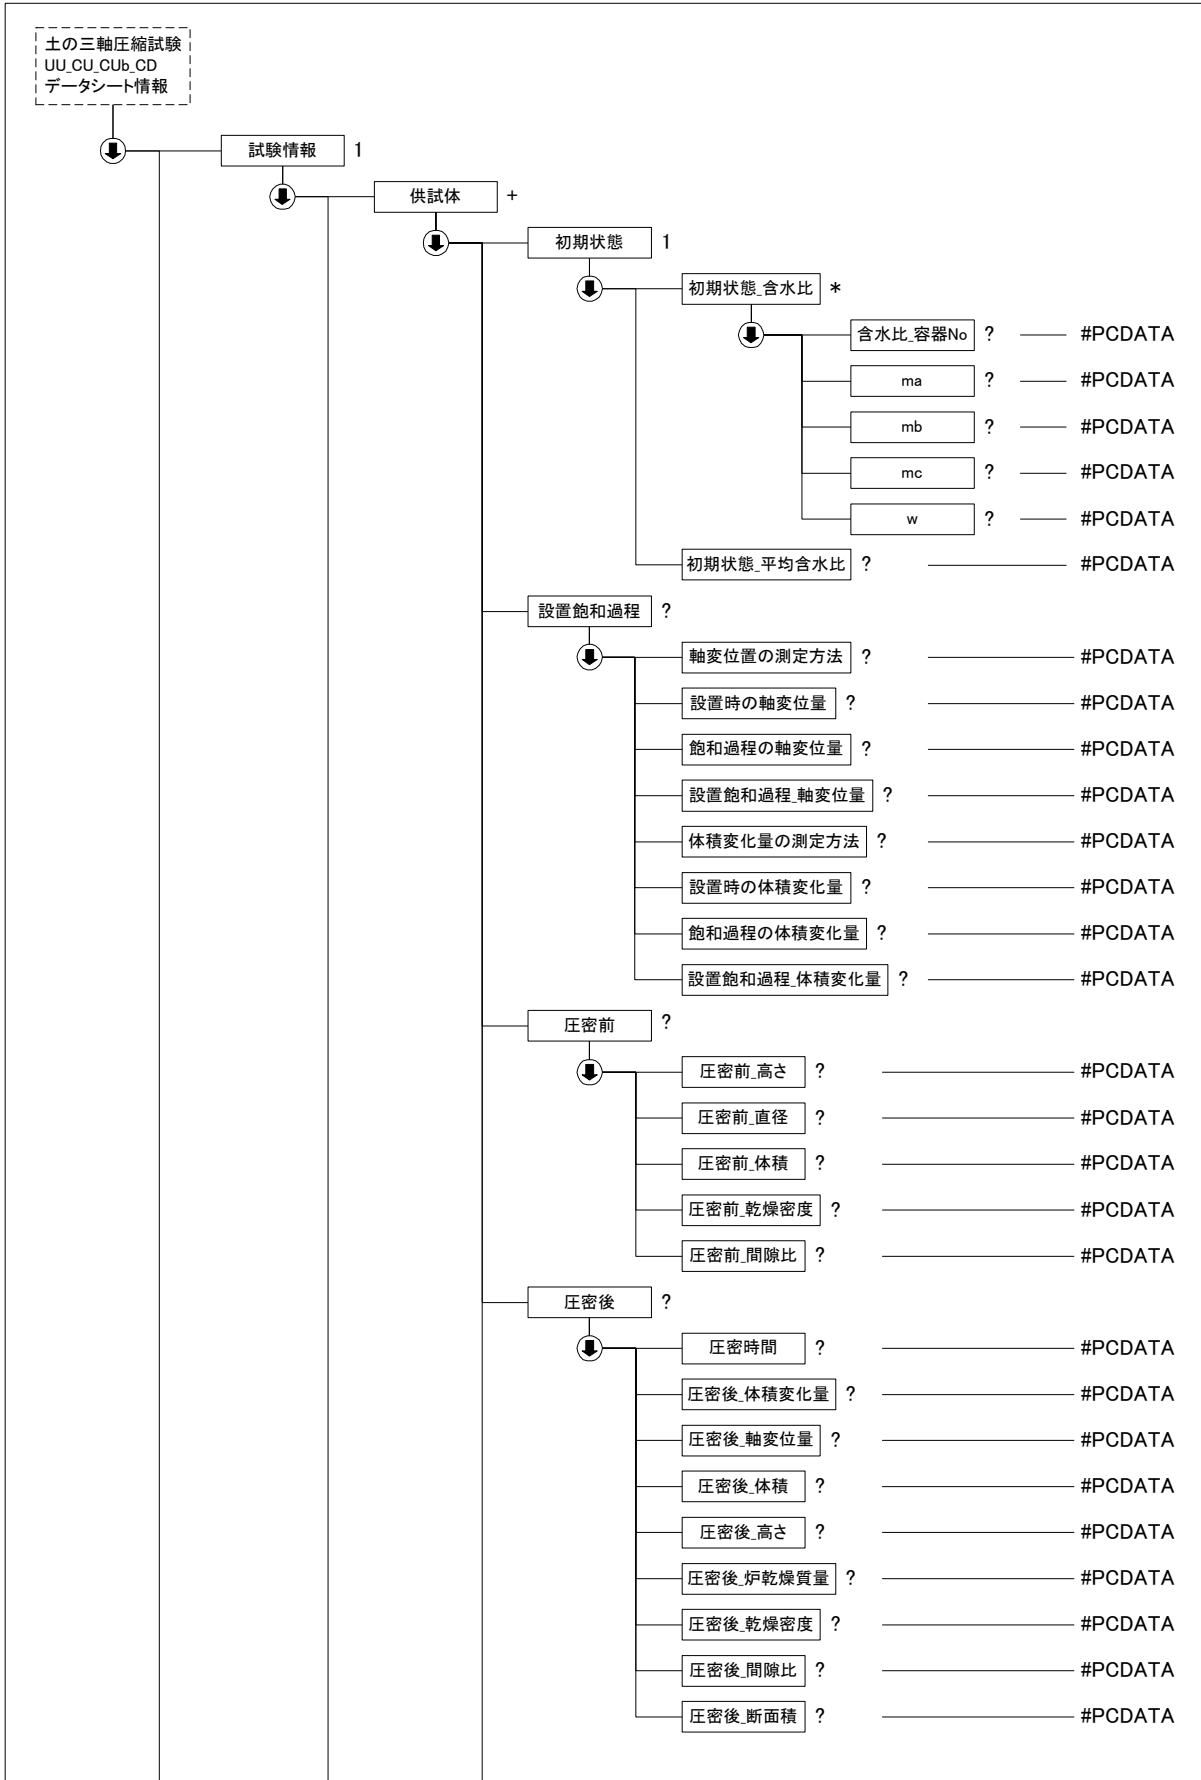 土の三軸圧縮試験
UU_CU_CUb_CD
データシート情報
試験情報 1
供試体 +
初期状態 1
初期状態_含水比 *
含水比_容器No ? #PCDATA
ma ? #PCDATA
mb ? #PCDATA
mc ? #PCDATA
w ? #PCDATA
初期状態_平均含水比 ? #PCDATA
設置飽和過程 ?
軸変位置の測定方法 ? #PCDATA
設置時の軸変位量 ? #PCDATA
飽和過程の軸変位量 ? #PCDATA
設置飽和過程_軸変位量 ? #PCDATA
体積変化量の測定方法 ? #PCDATA
設置時の体積変化量 ? #PCDATA
飽和過程の体積変化量 ? #PCDATA
設置飽和過程_体積変化量 ? #PCDATA
圧密前 ?
圧密前_高さ ? #PCDATA
圧密前_直径 ? #PCDATA
圧密前_体積 ? #PCDATA
圧密前_乾燥密度 ? #PCDATA
圧密前_間隙比 ? #PCDATA
圧密後 ?
圧密時間 ? #PCDATA
圧密後_体積変化量 ? #PCDATA
圧密後_軸変位量 ? #PCDATA
圧密後_体積 ? #PCDATA
圧密後_高さ ? #PCDATA
圧密後_炉乾燥質量 ? #PCDATA
圧密後_乾燥密度 ? #PCDATA
圧密後_間隙比 ? #PCDATA
圧密後_断面積 ? #PCDATA